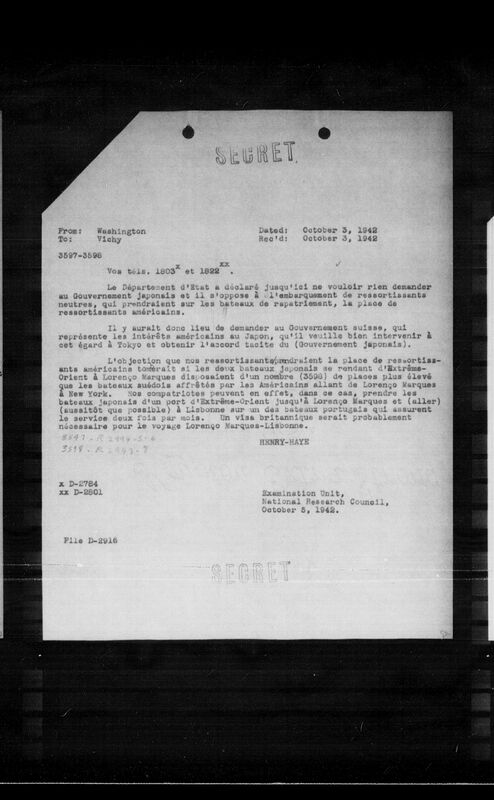 SECRET
From: Washington Dated: October 3, 1942
To: Vichy Rec'd: October 3, 1942
3597-3598
Vos téls. 1803x et 1822xx.
Le Département d'Etat a déclaré jusqu'ici ne vouloir rien demander
au Gouvernement japonais et il s'oppose à l'embarquement de ressortissants
neutres, qui prendraient sur les bateaux de rapatriement, la place de
ressortissants américains.
Il y aurait donc lieu de demander au Gouvernement suisse, qui
représente les intérêts américains au Japon, qu'il veuille bien intervenir à
cet égard à Tokyo et obtenir l'accord tacite du (Gouvernement japonais).
L'objection que nos ressortissants prendraient la place de ressortiss-
ants américains tomberait si les deux bateaux japonais se rendant d'Extrême-
Orient à Lorenço Marques disposaient d'un nombre (3598) de places plus élevé
que les bateaux suédois affrêtés par les Américains allant de Lorenço Marques
à New York. Nos compatriotes peuvent en effet, dans ce cas, prendre les
bateaux japonais d'un port d'Extrême-Orient jusqu'à Lorenço Marques et (aller)
(aussitôt que possible) à Lisbonne sur un des bateaux portugais qui assurent
le service deux fois par mois. Un visa britannique serait probablement
nécessaire pour le voyage Lorenço Marques-Lisbonne.
HENRY-HAYE
x D-2784
xx D-2801
Examination Unit,
National Research Council,
October 5, 1942.
File D-2916
SECRET